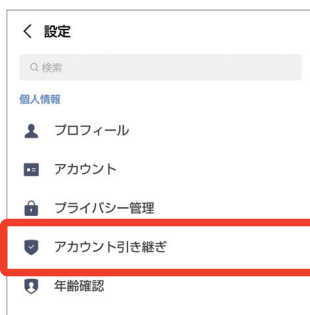 設定
検索
個人情報
プロフィール
アカウント
プライバシー管理
アカウント引き継ぎ
年齢確認